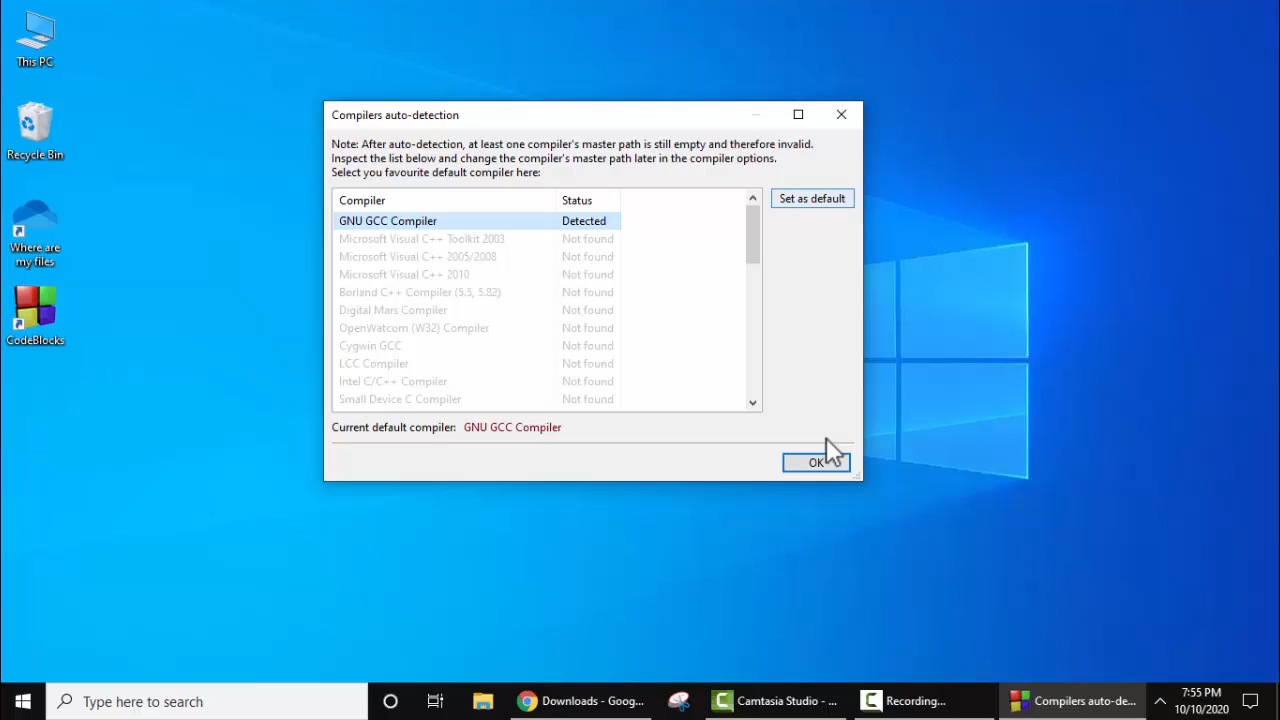 This PC
Recycle Bin
Where are
my files
CodeBlocks
Compilers auto-detection
Note: After auto-detection, at least one compiler's master path is still empty and therefore invalid.
Inspect the list below and change the compiler's master path later in the compiler options.
Select you favourite default compiler here:
Compiler Status
Set as default
GNU GCC Compiler Detected
Microsoft Visual C++ Toolkit 2003 Not found
Microsoft Visual C++ 2005/2008 Not found
Microsoft Visual C++ 2010 Not found
Borland C++ Compiler (5.5, 5.82) Not found
Digital Mars Compiler Not found
OpenWatcom (W32) Compiler Not found
Cygwin GCC Not found
LCC Compiler Not found
Intel C/C++ Compiler Not found
Small Device C Compiler Not found
Current default compiler: GNU GCC Compiler
OK
Type here to search
Downloads - Goog...
Camtasia Studio - ...
Recording...
Compilers auto-de...
7:55 PM
10/10/2020